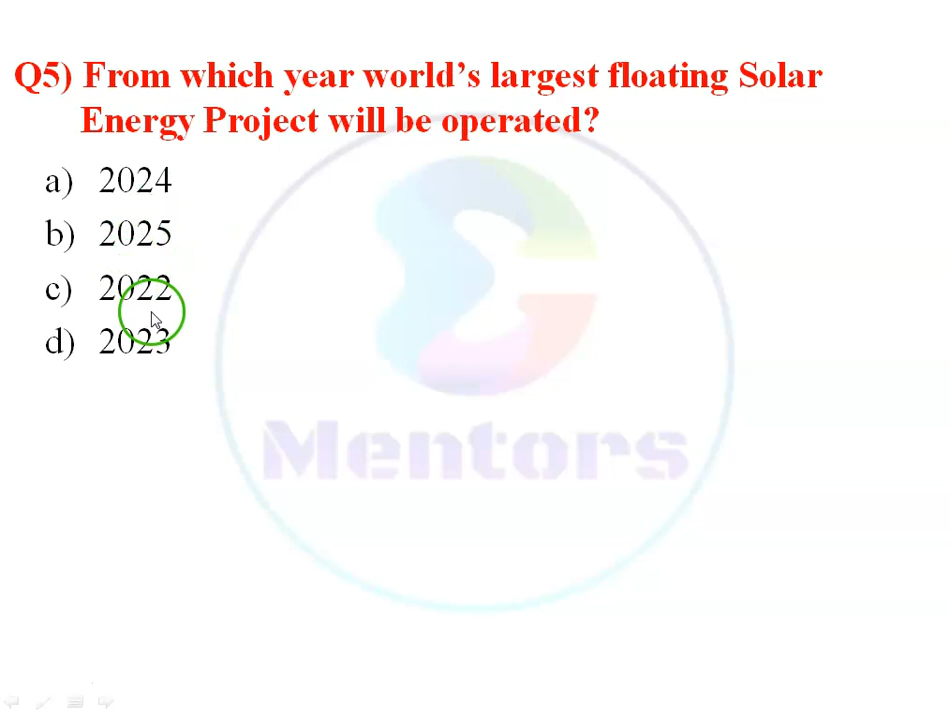 Q5) From which year world's largest floating Solar
Energy Project will be operated?
a) 2024
b) 2025
c) 2022
d) 2023
Mentors